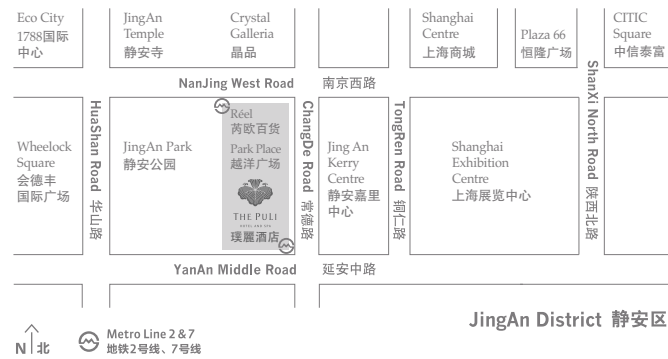 Eco City
1788国际
中心
JingAn
Temple
静安寺
Crystal
Galleria
晶品
Shanghai
Centre
上海商城
Plaza 66
恒隆广场
CITIC
Square
中信泰富
NanJing West Road 南京西路
HuaShan Road 华山路
ChangDe Road 常德路
TongRen Road 铜仁路
ShanXi North Road 陕西北路
Wheelock
Square
会德丰
国际广场
JingAn Park
静安公园
Réel
芮欧百货
Park Place
越洋广场
THE PULI
HOTEL AND SPA
璞麗酒店
Jing An
Kerry
Centre
静安嘉里
中心
Shanghai
Exhibition
Centre
上海展览中心
YanAn Middle Road 延安中路
JingAn District 静安区
N 北
Metro Line 2 & 7
地铁2号线、7号线